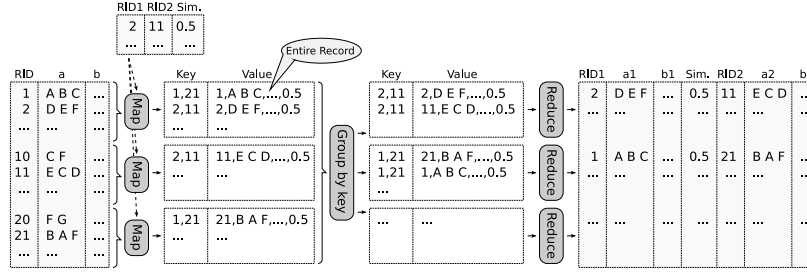 RID1 RID2 Sim.
2 11 0.5
... ... ...
Entire Record
RID a b
1 A B C ...
2 D E F ...
... ... ...
10 C F ...
11 E C D ...
... ... ...
20 F G ...
21 B A F ...
... ... ...
Map
Map
Map
Key Value
1,21 1,A B C,...,0.5
2,11 2,D E F,...,0.5
... ...
2,11 11,E C D,...,0.5
... ...
1,21 21,B A F,...,0.5
... ...
Group by key
Key Value
2,11 2,D E F,...,0.5
2,11 11,E C D,...,0.5
1,21 21,B A F,...,0.5
1,21 1,A B C,...,0.5
... ...
Reduce
Reduce
Reduce
RID1 a1 b1 Sim. RID2 a2 b
2 D E F ... 0.5 11 E C D ...
... ... ... ... ... ... ...
1 A B C ... 0.5 21 B A F ...
... ... ... ... ... ... ...
... ... ... ... ... ... ...